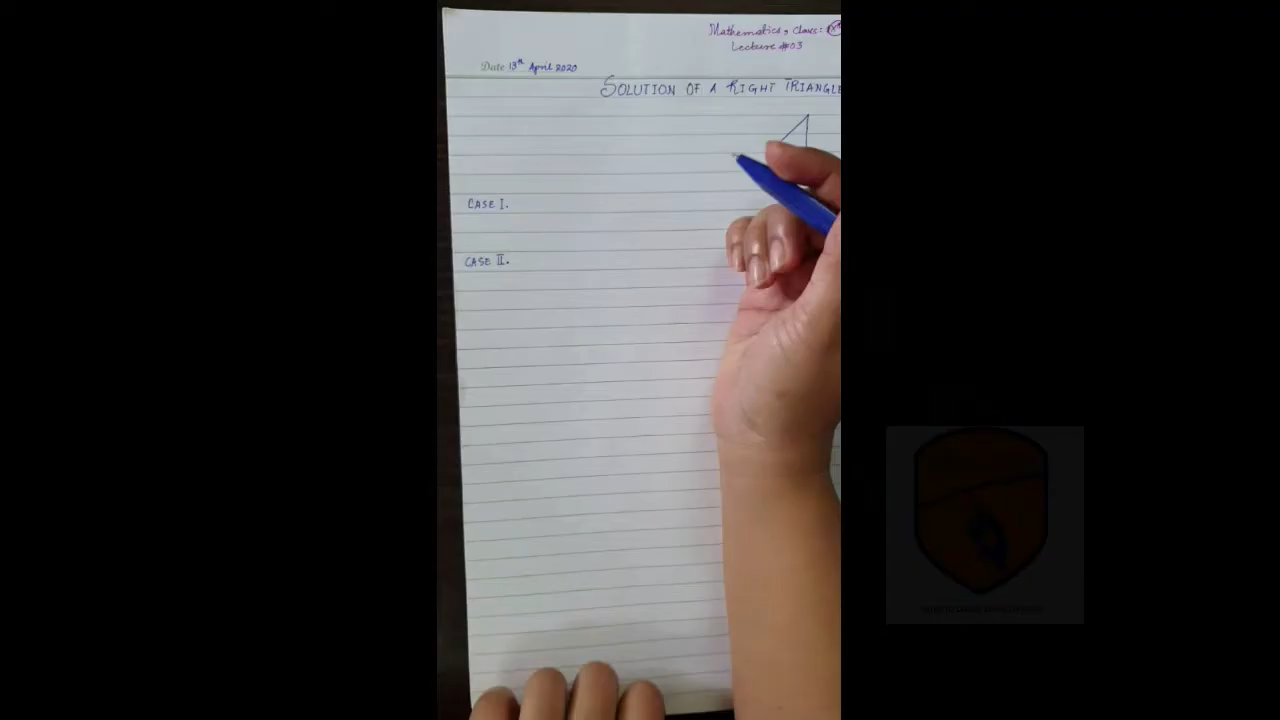 Mathematics, Class:
Lecture #03
Date 13th April 2020
SOLUTION OF A RIGHT TRIANGLE
CASE I.
CASE II.